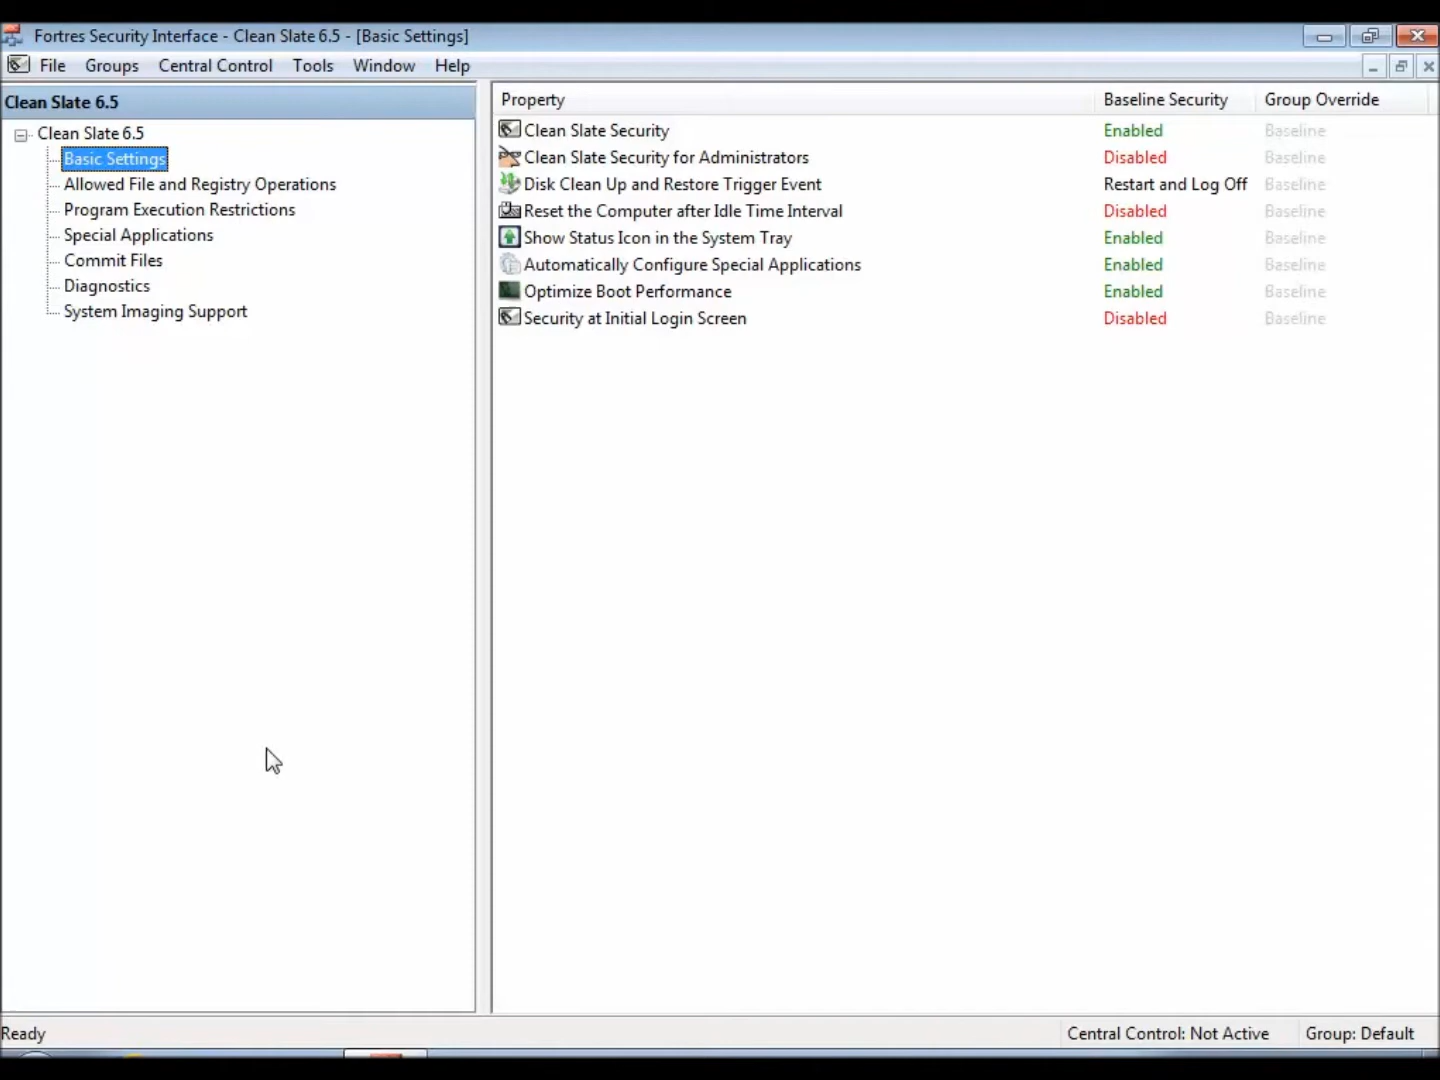 Fortres Security Interface - Clean Slate 6.5 - [Basic Settings]
File Groups Central Control Tools Window Help
Clean Slate 6.5
Clean Slate 6.5
Basic Settings
Allowed File and Registry Operations
Program Execution Restrictions
Special Applications
Commit Files
Diagnostics
System Imaging Support
Property Baseline Security Group Override
Clean Slate Security Enabled Baseline
Clean Slate Security for Administrators Disabled Baseline
Disk Clean Up and Restore Trigger Event Restart and Log Off Baseline
Reset the Computer after Idle Time Interval Disabled Baseline
Show Status Icon in the System Tray Enabled Baseline
Automatically Configure Special Applications Enabled Baseline
Optimize Boot Performance Enabled Baseline
Security at Initial Login Screen Disabled Baseline
Ready Central Control: Not Active Group: Default